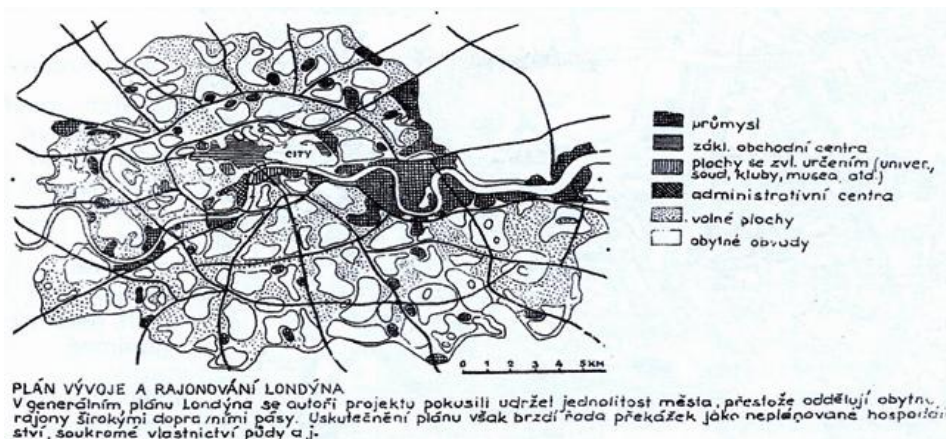 CITY
průmysl
zákl. obchodní centra
plochy se zvl. určením (univer.,
soud, kluby, musea atd.)
administrativní centra
volné plochy
obytné obvody
0 1 2 3 4 5 KM
PLÁN VÝVOJE A RAJONOVÁNÍ LONDÝNA
V generálním plánu Londýna se autoři projektu pokusili udržet jednolitost města, přestože oddělují obytné
rajony širokými dopravními pásy. Uskutečnění plánu však brzdí řada překážek jako neplánované hospodář
ství, soukromé vlastnictví půdy a j.